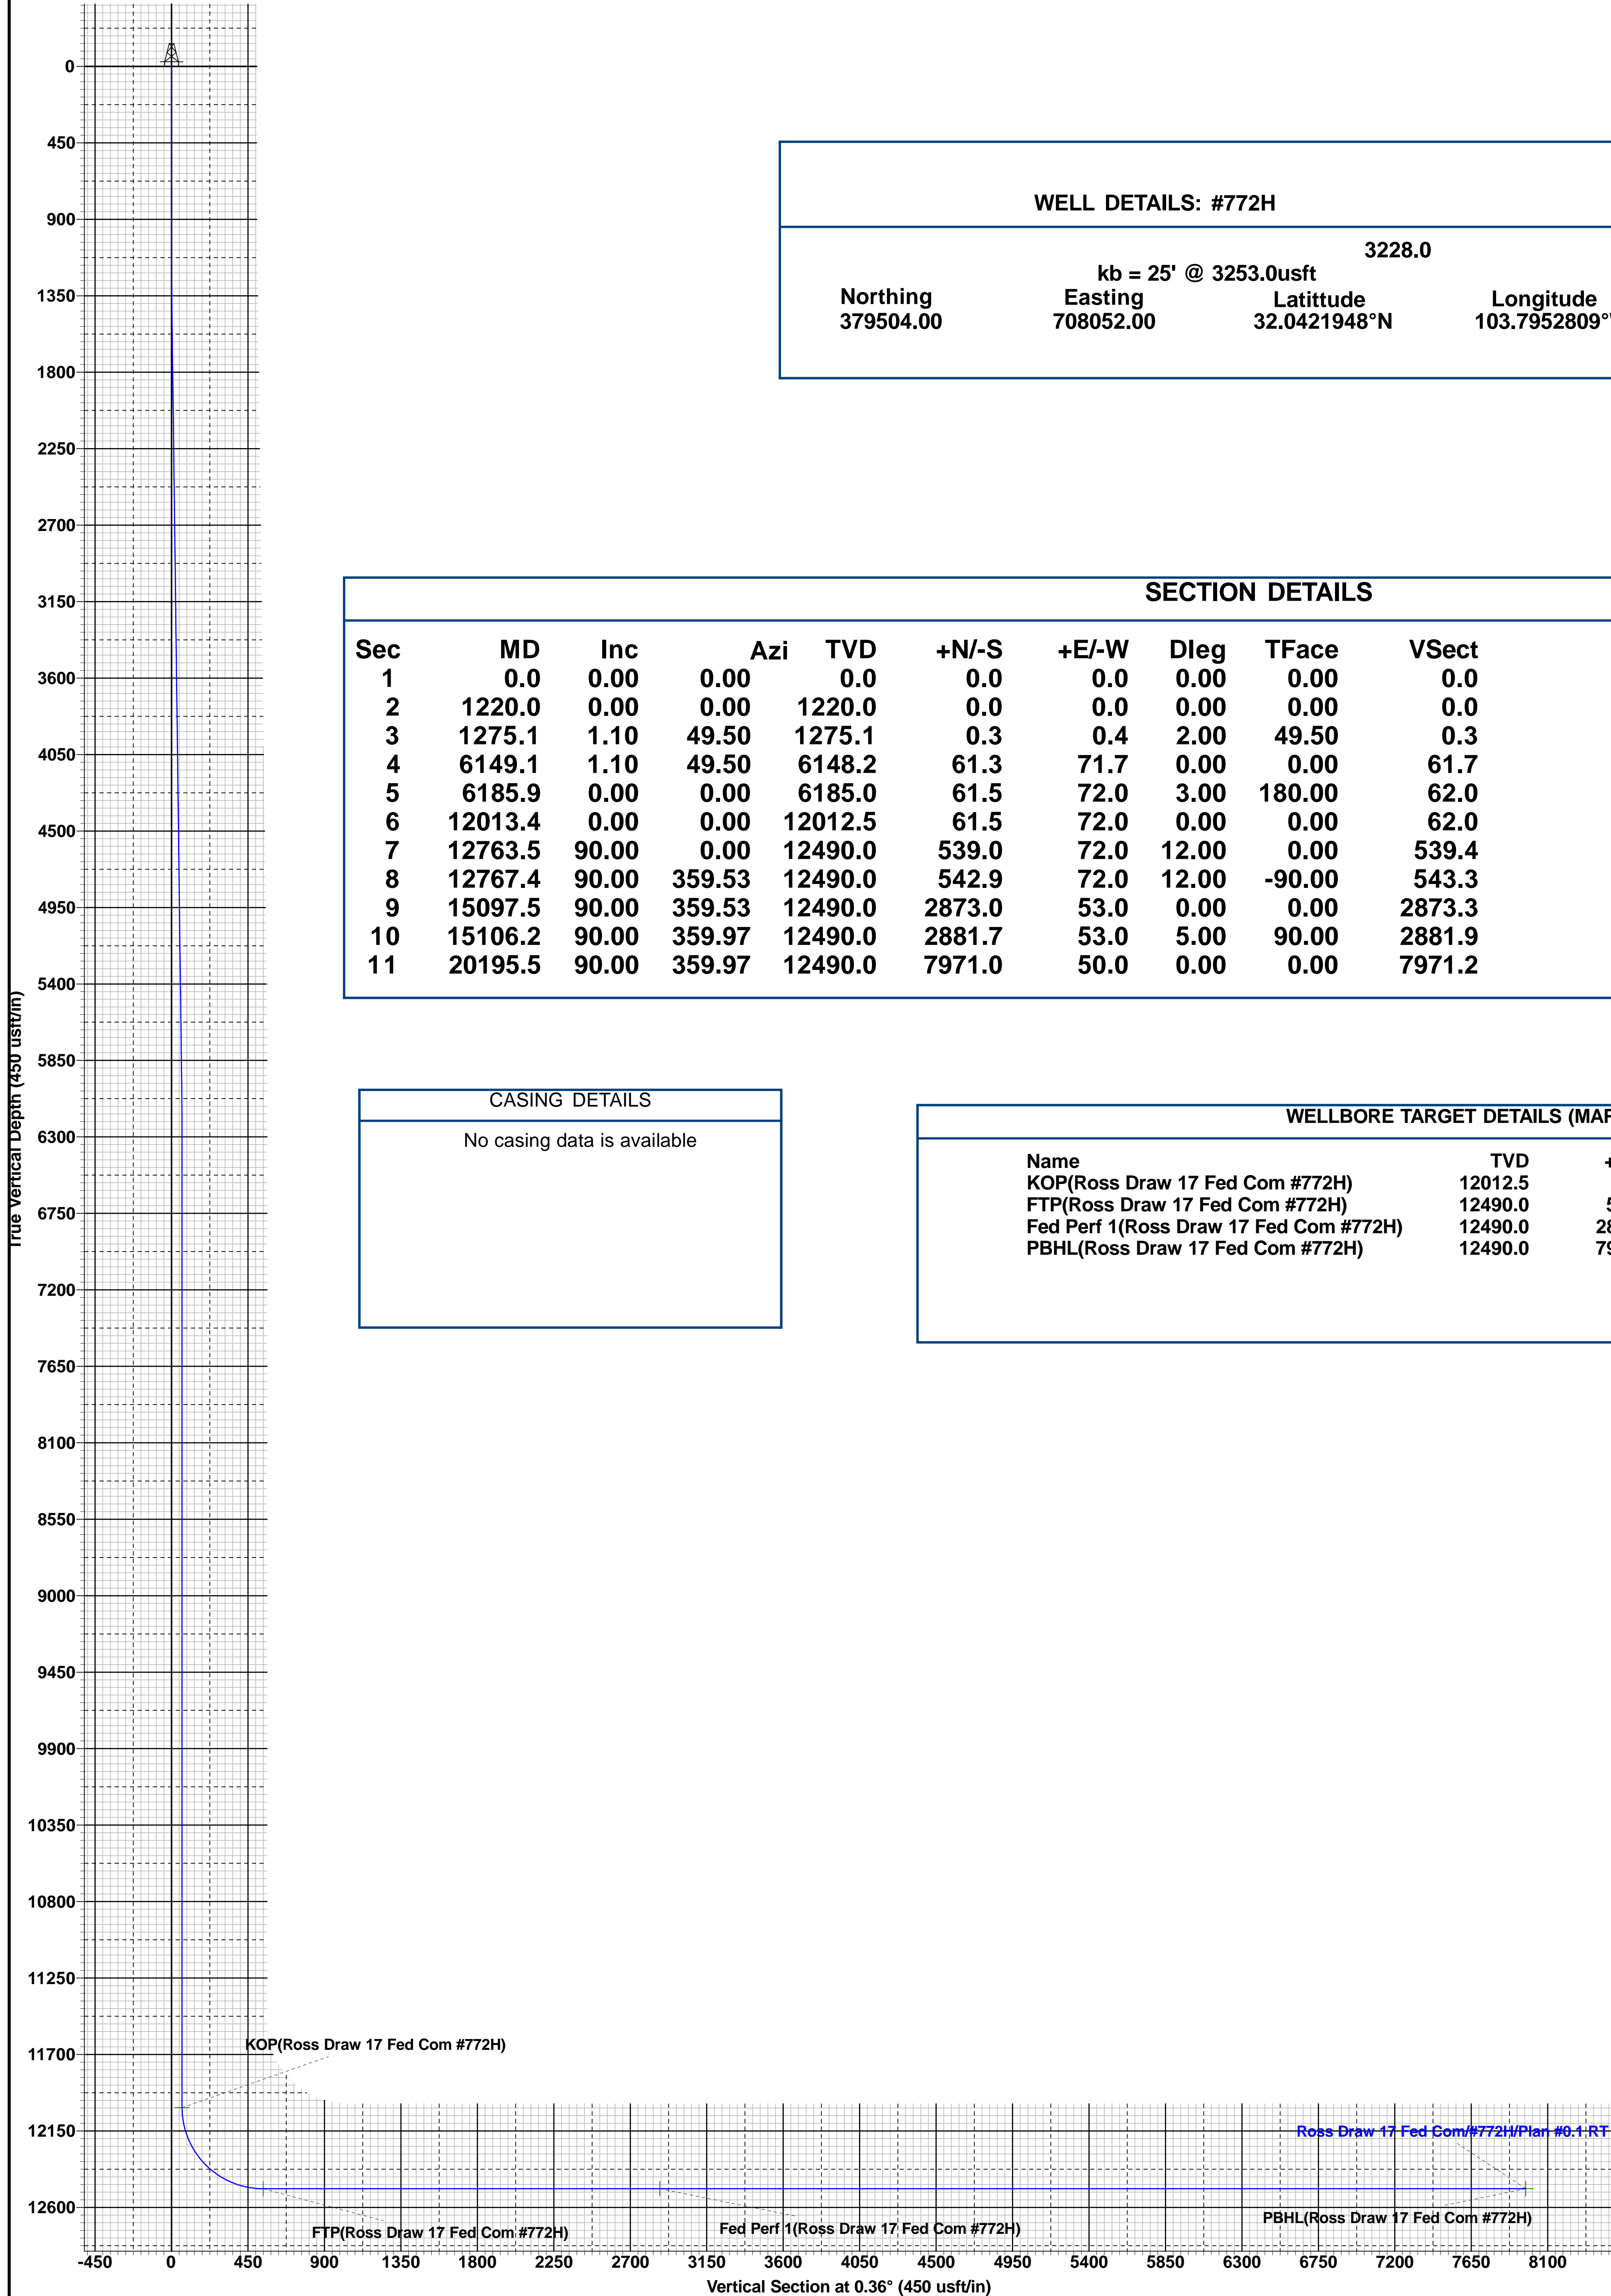 WELL DETAILS: #772H
3228.0
kb = 25' @ 3253.0usft
Northing Easting Latittude Longitude
379504.00 708052.00 32.0421948°N 103.7952809°
SECTION DETAILS
Sec MD Inc Azi TVD +N/-S +E/-W Dleg TFace VSect
1 0.0 0.00 0.00 0.0 0.0 0.0 0.00 0.00 0.0
2 1220.0 0.00 0.00 1220.0 0.0 0.0 0.00 0.00 0.0
3 1275.1 1.10 49.50 1275.1 0.3 0.4 2.00 49.50 0.3
4 6149.1 1.10 49.50 6148.2 61.3 71.7 0.00 0.00 61.7
5 6185.9 0.00 0.00 6185.0 61.5 72.0 3.00 180.00 62.0
6 12013.4 0.00 0.00 12012.5 61.5 72.0 0.00 0.00 62.0
7 12763.5 90.00 0.00 12490.0 539.0 72.0 12.00 0.00 539.4
8 12767.4 90.00 359.53 12490.0 542.9 72.0 12.00 -90.00 543.3
9 15097.5 90.00 359.53 12490.0 2873.0 53.0 0.00 0.00 2873.3
10 15106.2 90.00 359.97 12490.0 2881.7 53.0 5.00 90.00 2881.9
11 20195.5 90.00 359.97 12490.0 7971.0 50.0 0.00 0.00 7971.2
CASING DETAILS
No casing data is available
WELLBORE TARGET DETAILS (MAP
Name TVD +
KOP(Ross Draw 17 Fed Com #772H) 12012.5
FTP(Ross Draw 17 Fed Com #772H) 12490.0 5
Fed Perf 1(Ross Draw 17 Fed Com #772H) 12490.0 28
PBHL(Ross Draw 17 Fed Com #772H) 12490.0 79
True Vertical Depth (450 usft/in)
0
450
900
1350
1800
2250
2700
3150
3600
4050
4500
4950
5400
5850
6300
6750
7200
7650
8100
8550
9000
9450
9900
10350
10800
11250
11700
12150
12600
KOP(Ross Draw 17 Fed Com #772H)
Ross Draw 17 Fed Com/#772H/Plan #0.1 RT
FTP(Ross Draw 17 Fed Com #772H)
Fed Perf 1(Ross Draw 17 Fed Com #772H)
PBHL(Ross Draw 17 Fed Com #772H)
-450 0 450 900 1350 1800 2250 2700 3150 3600 4050 4500 4950 5400 5850 6300 6750 7200 7650 8100
Vertical Section at 0.36° (450 usft/in)